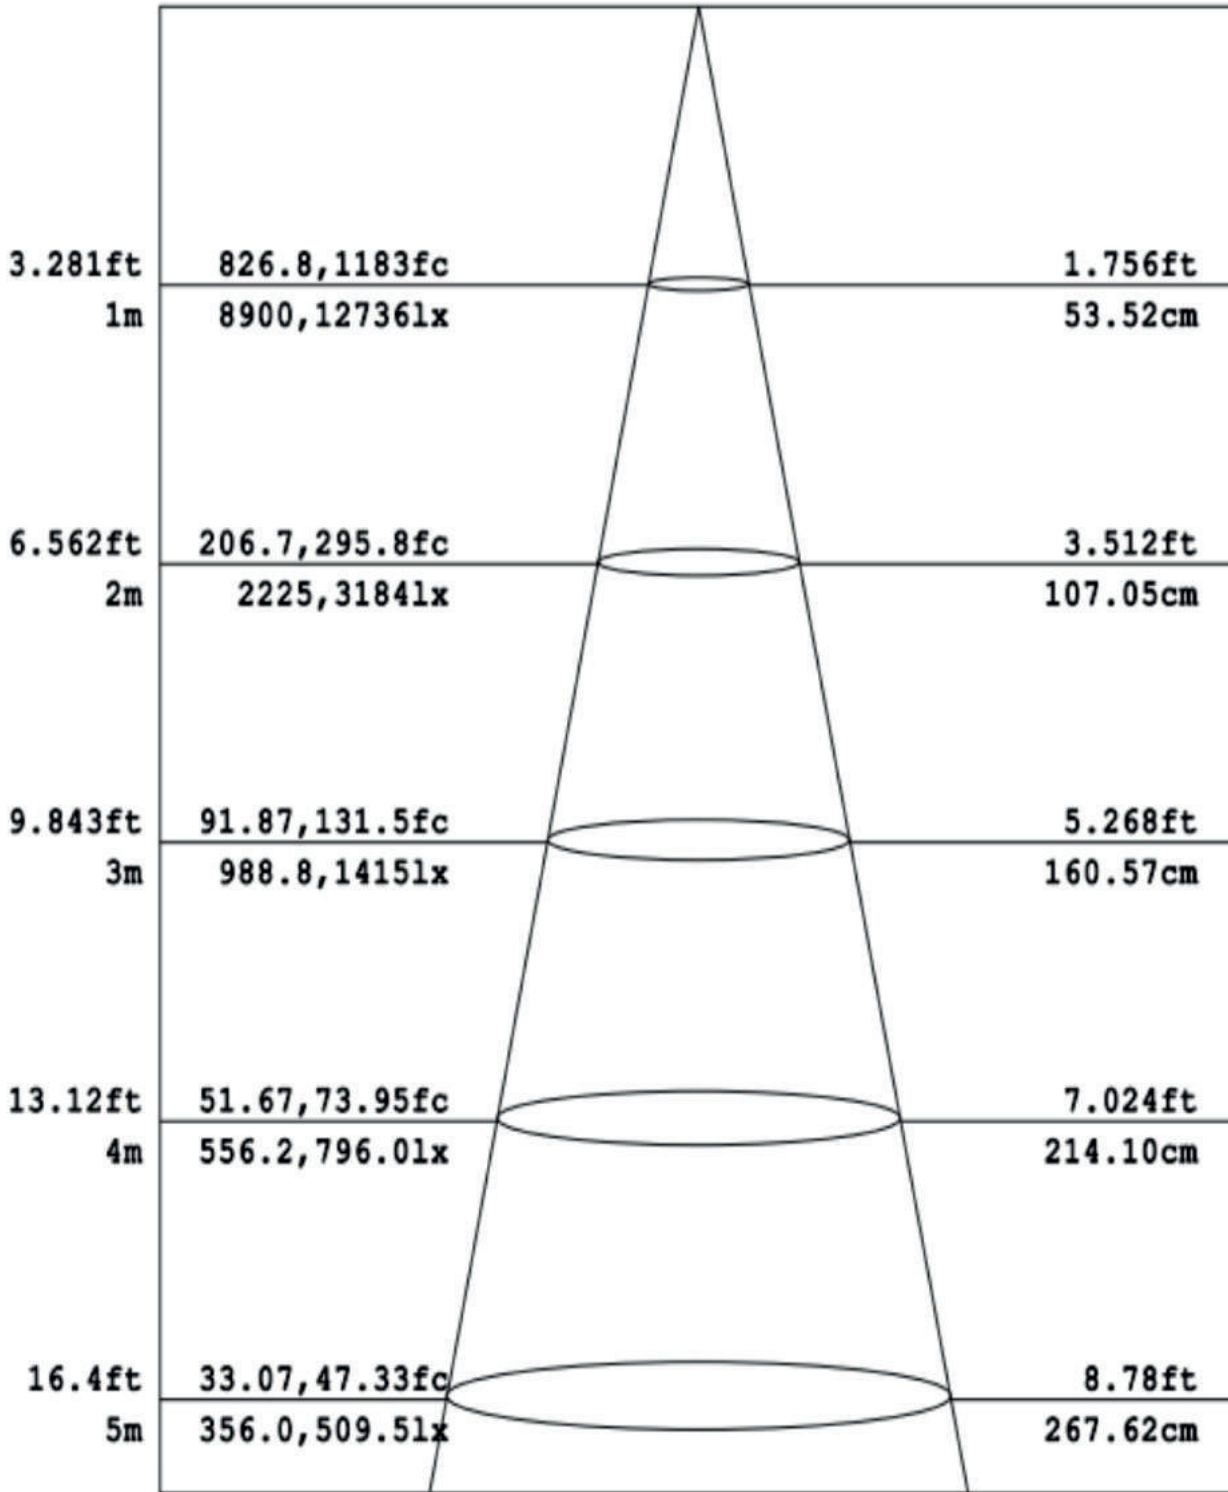 3.281ft 826.8,1183fc 1.756ft
1m 8900,12736lx 53.52cm
6.562ft 206.7,295.8fc 3.512ft
2m 2225,3184lx 107.05cm
9.843ft 91.87,131.5fc 5.268ft
3m 988.8,1415lx 160.57cm
13.12ft 51.67,73.95fc 7.024ft
4m 556.2,796.0lx 214.10cm
16.4ft 33.07,47.33fc 8.78ft
5m 356.0,509.5lx 267.62cm